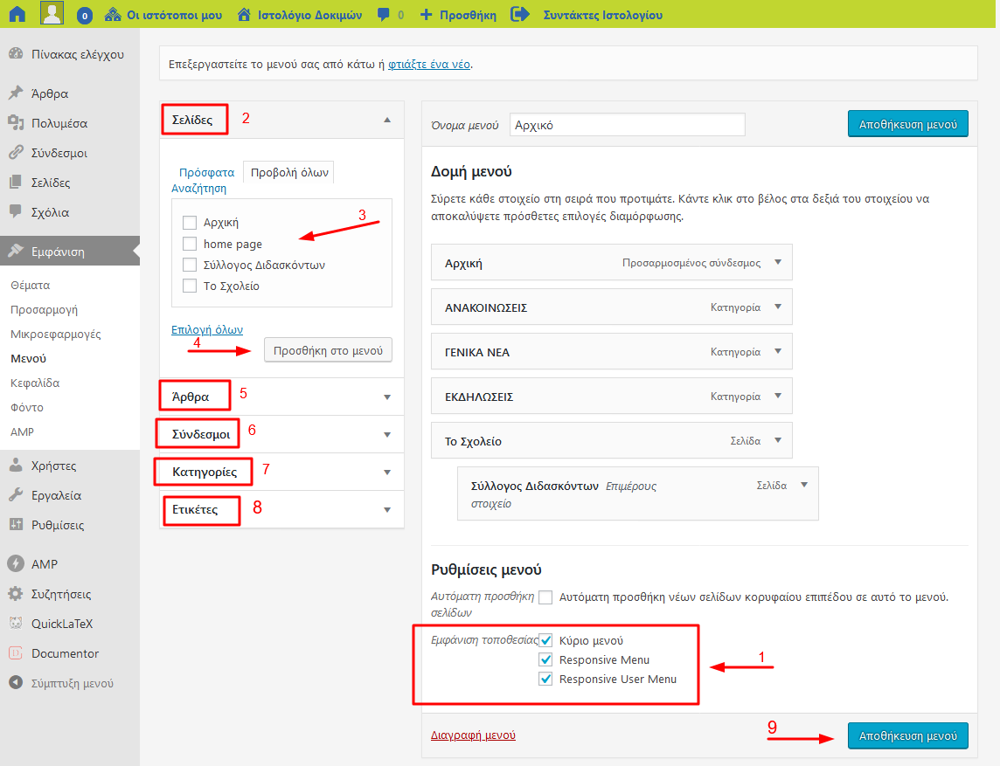 0 Οι ιστότοποι μου Ιστολόγιο Δοκιμών 0 + Προσθήκη Συντάκτες Ιστολογίου
Πίνακας ελέγχου
Άρθρα
Πολυμέσα
Σύνδεσμοι
Σελίδες
Σχόλια
Εμφάνιση
Θέματα
Προσαρμογή
Μικροεφαρμογές
Μενού
Κεφαλίδα
Φόντο
AMP
Χρήστες
Εργαλεία
Ρυθμίσεις
AMP
Συζητήσεις
QuickLaTeX
Documentor
Σύμπτυξη μενού
Επεξεργαστείτε το μενού σας από κάτω ή φτιάξτε ένα νέο.
Σελίδες 2
Πρόσφατα Προβολή όλων
Αναζήτηση
3
Αρχική
home page
Σύλλογος Διδασκόντων
Το Σχολείο
Επιλογή όλων
4
Προσθήκη στο μενού
Άρθρα 5
Σύνδεσμοι 6
Κατηγορίες 7
Ετικέτες 8
Όνομα μενού Αρχικό Αποθήκευση μενού
Δομή μενού
Σύρετε κάθε στοιχείο στη σειρά που προτιμάτε. Κάντε κλικ στο βέλος στα δεξιά του στοιχείου να
αποκαλύψετε πρόσθετες επιλογές διαμόρφωσης.
Αρχική Προσαρμοσμένος σύνδεσμος
ΑΝΑΚΟΙΝΩΣΕΙΣ Κατηγορία
ΓΕΝΙΚΑ ΝΕΑ Κατηγορία
ΕΚΔΗΛΩΣΕΙΣ Κατηγορία
Το Σχολείο Σελίδα
Σύλλογος Διδασκόντων Επιμέρους Σελίδα
στοιχείο
Ρυθμίσεις μενού
Αυτόματη προσθήκη Αυτόματη προσθήκη νέων σελίδων κορυφαίου επιπέδου σε αυτό το μενού.
σελίδων
Εμφάνιση τοποθεσίας Κύριο μενού
Responsive Menu 1
Responsive User Menu
Διαγραφή μενού 9 Αποθήκευση μενού